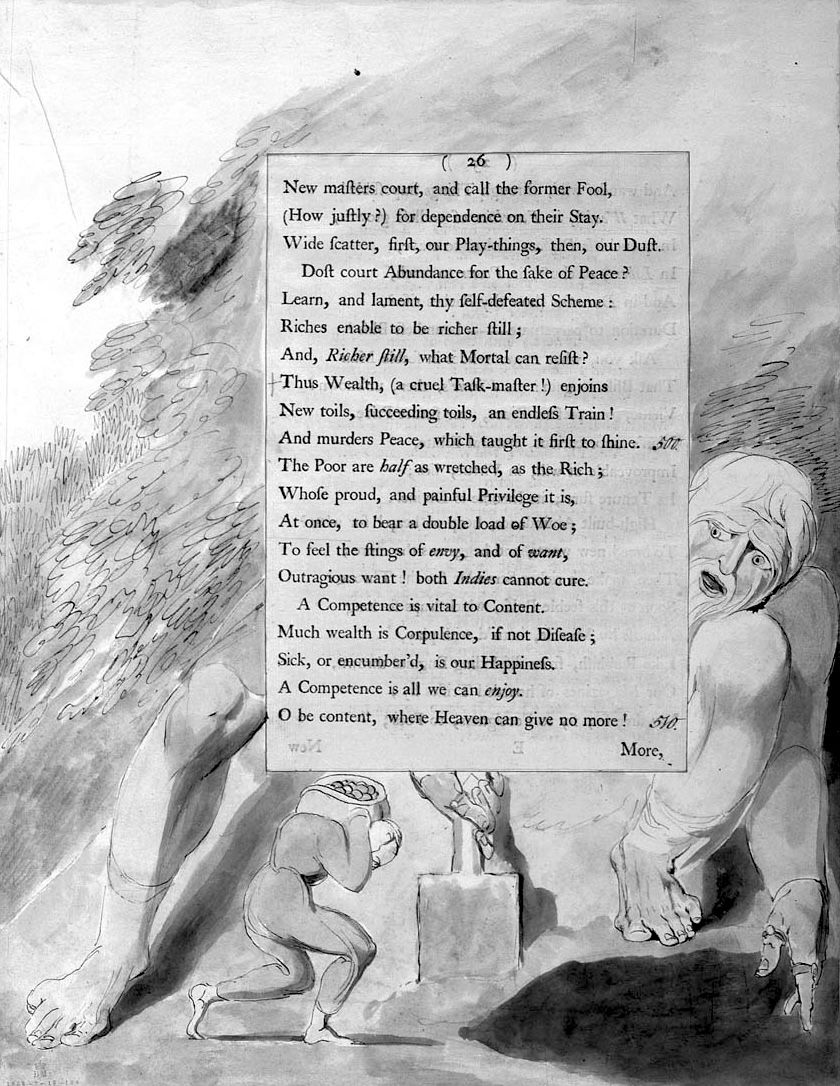 ( 26 )
New maſters court, and call the former Fool,
(How juſtly?) for dependence on their Stay.
Wide ſcatter, firſt, our Play-things, then, our Duſt.
Doſt court Abundance for the ſake of Peace?
Learn, and lament, thy ſelf-defeated Scheme:
Riches enable to be richer ſtill;
And, Richer ſtill, what Mortal can reſiſt?
Thus Wealth, (a cruel Taſk-maſter!) enjoins
New toils, ſucceeding toils, an endleſs Train!
And murders Peace, which taught it firſt to ſhine. 500.
The Poor are half as wretched, as the Rich;
Whoſe proud, and painful Privilege it is,
At once, to bear a double load of Woe;
To feel the ſtings of envy, and of want,
Outragious want! both Indies cannot cure.
A Competence is vital to Content.
Much wealth is Corpulence, if not Diſeaſe;
Sick, or encumber'd, is our Happineſs.
A Competence is all we can enjoy.
O be content, where Heaven can give no more! 510.
More,